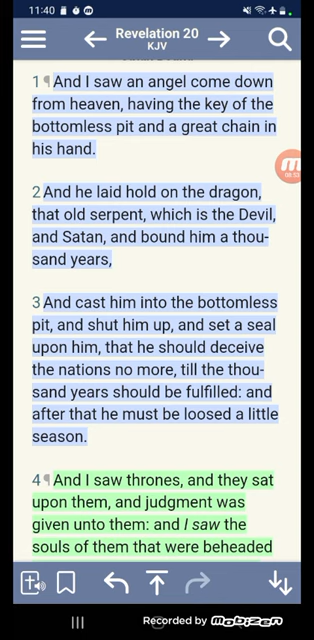 11:40
Revelation 20
KJV
1 ¶ And I saw an angel come down
from heaven, having the key of the
bottomless pit and a great chain in
his hand.
2 And he laid hold on the dragon,
that old serpent, which is the Devil,
and Satan, and bound him a thou-
sand years,
3 And cast him into the bottomless
pit, and shut him up, and set a seal
upon him, that he should deceive
the nations no more, till the thou-
sand years should be fulfilled: and
after that he must be loosed a little
season.
4 ¶ And I saw thrones, and they sat
upon them, and judgment was
given unto them: and I saw the
souls of them that were beheaded
Recorded by mobizen